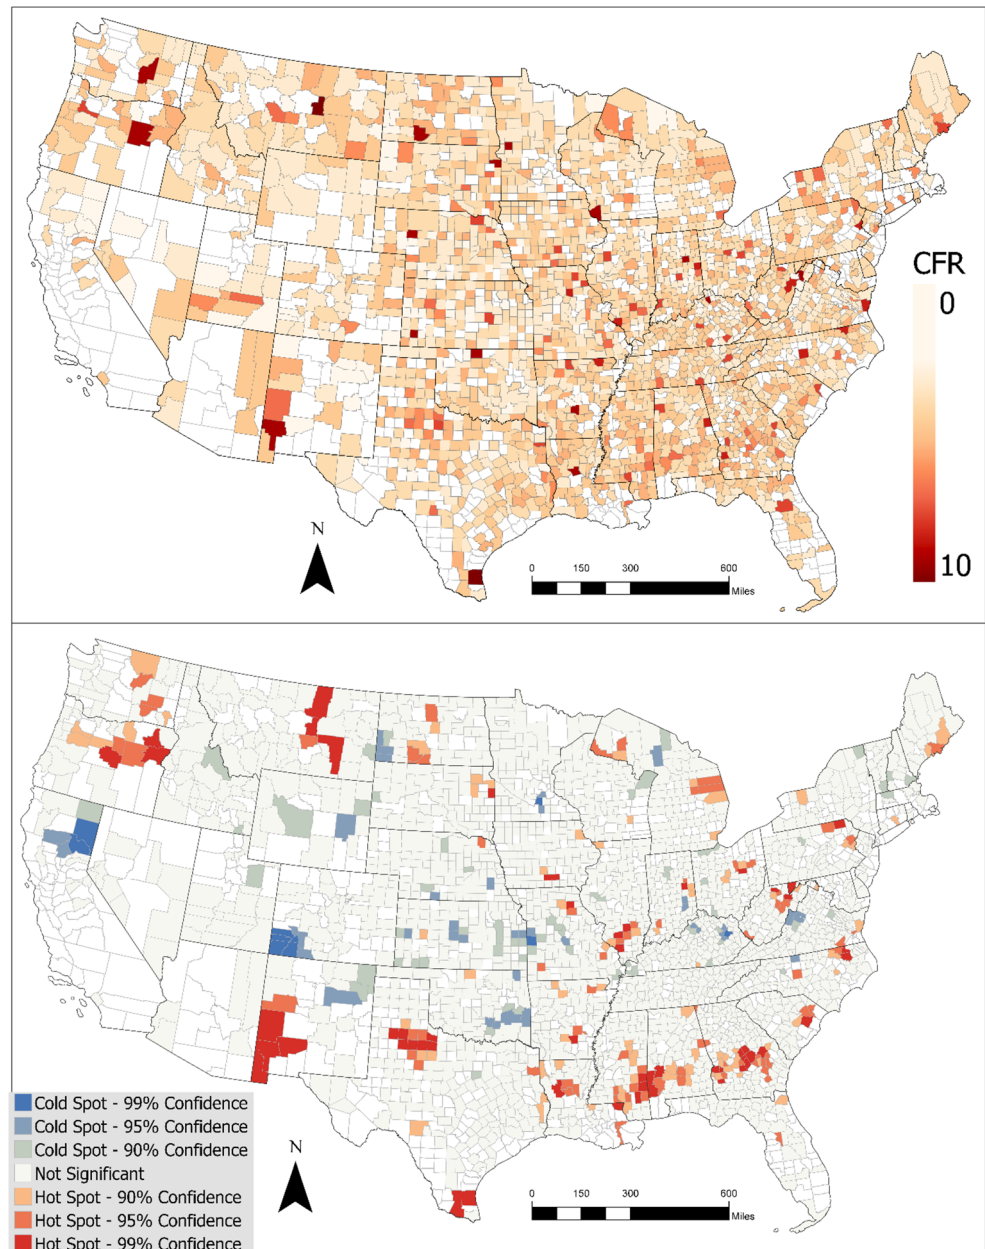 CFR
0
10
N
0 150 300 600
Miles
Cold Spot - 99% Confidence
Cold Spot - 95% Confidence
Cold Spot - 90% Confidence
Not Significant
Hot Spot - 90% Confidence
Hot Spot - 95% Confidence
Hot Spot - 99% Confidence
N
0 150 300 600
Miles